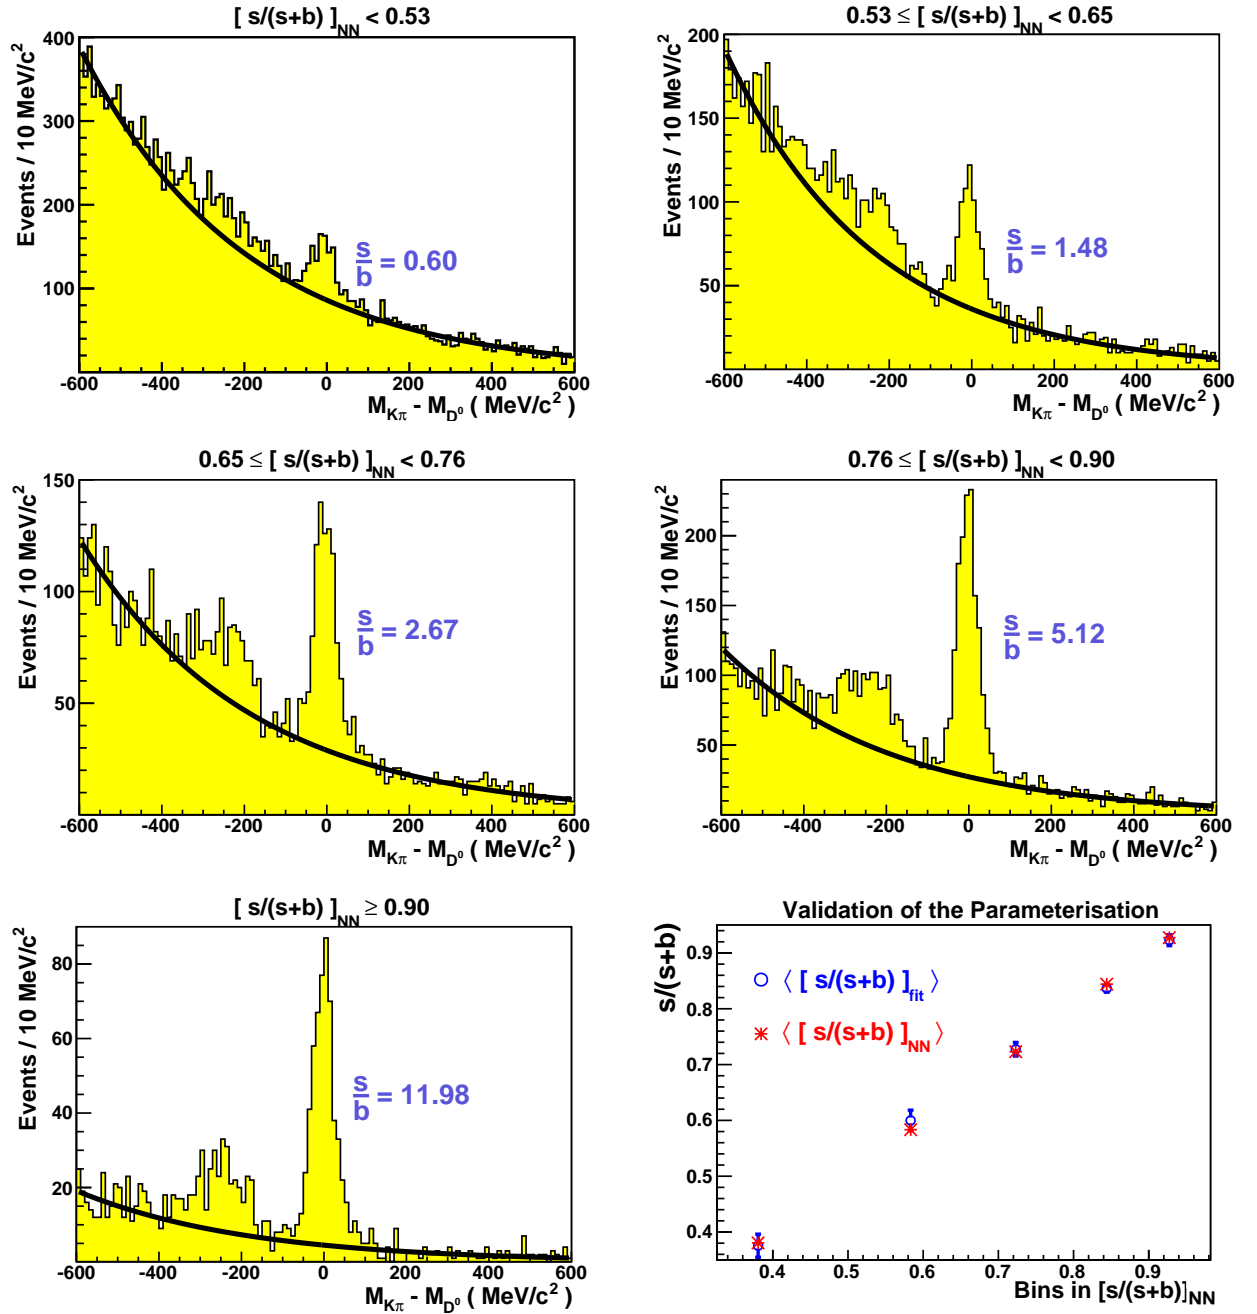 [ s/(s+b) ]NN < 0.53
Events / 10 MeV/c²
400
300
200
100
s/b = 0.60
-600 -400 -200 0 200 400 600
MKπ - MD⁰ ( MeV/c² )
0.53 ≤ [ s/(s+b) ]NN < 0.65
Events / 10 MeV/c²
200
150
100
50
s/b = 1.48
-600 -400 -200 0 200 400 600
MKπ - MD⁰ ( MeV/c² )
0.65 ≤ [ s/(s+b) ]NN < 0.76
Events / 10 MeV/c²
150
100
50
s/b = 2.67
-600 -400 -200 0 200 400 600
MKπ - MD⁰ ( MeV/c² )
0.76 ≤ [ s/(s+b) ]NN < 0.90
Events / 10 MeV/c²
200
150
100
50
s/b = 5.12
-600 -400 -200 0 200 400 600
MKπ - MD⁰ ( MeV/c² )
[ s/(s+b) ]NN ≥ 0.90
Events / 10 MeV/c²
80
60
40
20
s/b = 11.98
-600 -400 -200 0 200 400 600
MKπ - MD⁰ ( MeV/c² )
Validation of the Parameterisation
s/(s+b)
0.9
0.8
0.7
0.6
0.5
0.4
⟨ [ s/(s+b) ]fit ⟩
⟨ [ s/(s+b) ]NN ⟩
0.4 0.5 0.6 0.7 0.8 0.9
Bins in [s/(s+b)]NN